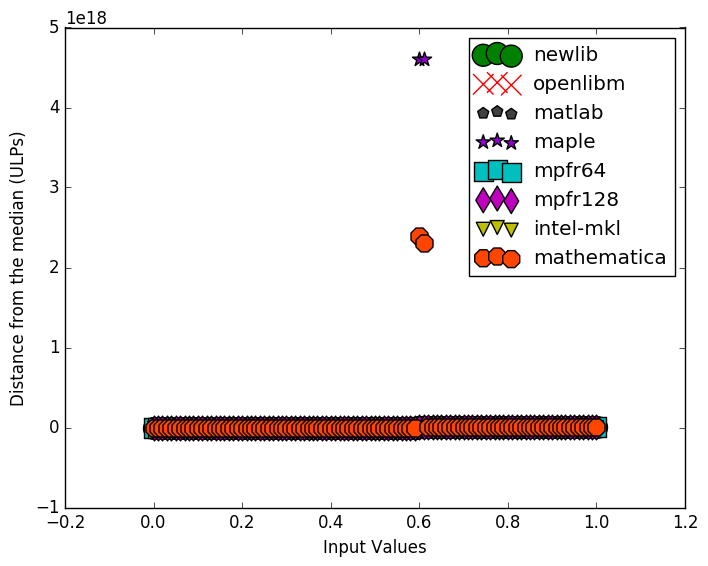 1e18
5
4
3
2
1
0
−1
Distance from the median (ULPs)
newlib
openlibm
matlab
maple
mpfr64
mpfr128
intel-mkl
mathematica
−0.2
0.0
0.2
0.4
0.6
0.8
1.0
1.2
Input Values